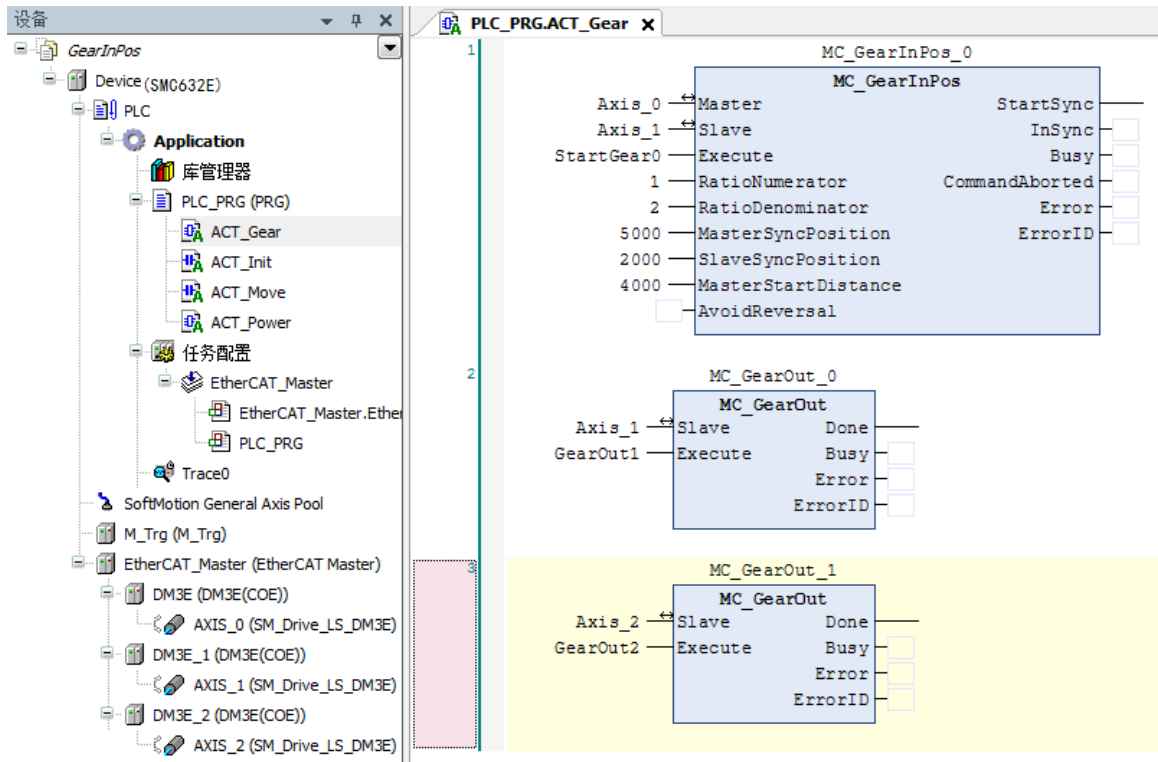 设备
GearInPos
Device (SMC632E)
PLC
Application
库管理器
PLC_PRG (PRG)
ACT_Gear
ACT_Init
ACT_Move
ACT_Power
任务配置
EtherCAT_Master
EtherCAT_Master.Ether
PLC_PRG
Trace0
SoftMotion General Axis Pool
M_Trg (M_Trg)
EtherCAT_Master (EtherCAT Master)
DM3E (DM3E(COE))
AXIS_0 (SM_Drive_LS_DM3E)
DM3E_1 (DM3E(COE))
AXIS_1 (SM_Drive_LS_DM3E)
DM3E_2 (DM3E(COE))
AXIS_2 (SM_Drive_LS_DM3E)
PLC_PRG.ACT_Gear
1
MC_GearInPos_0
MC_GearInPos
Axis_0 Master StartSync
Axis_1 Slave InSync
StartGear0 Execute Busy
1 RatioNumerator CommandAborted
2 RatioDenominator Error
5000 MasterSyncPosition ErrorID
2000 SlaveSyncPosition
4000 MasterStartDistance
AvoidReversal
2
MC_GearOut_0
MC_GearOut
Axis_1 Slave Done
GearOut1 Execute Busy
Error
ErrorID
3
MC_GearOut_1
MC_GearOut
Axis_2 Slave Done
GearOut2 Execute Busy
Error
ErrorID